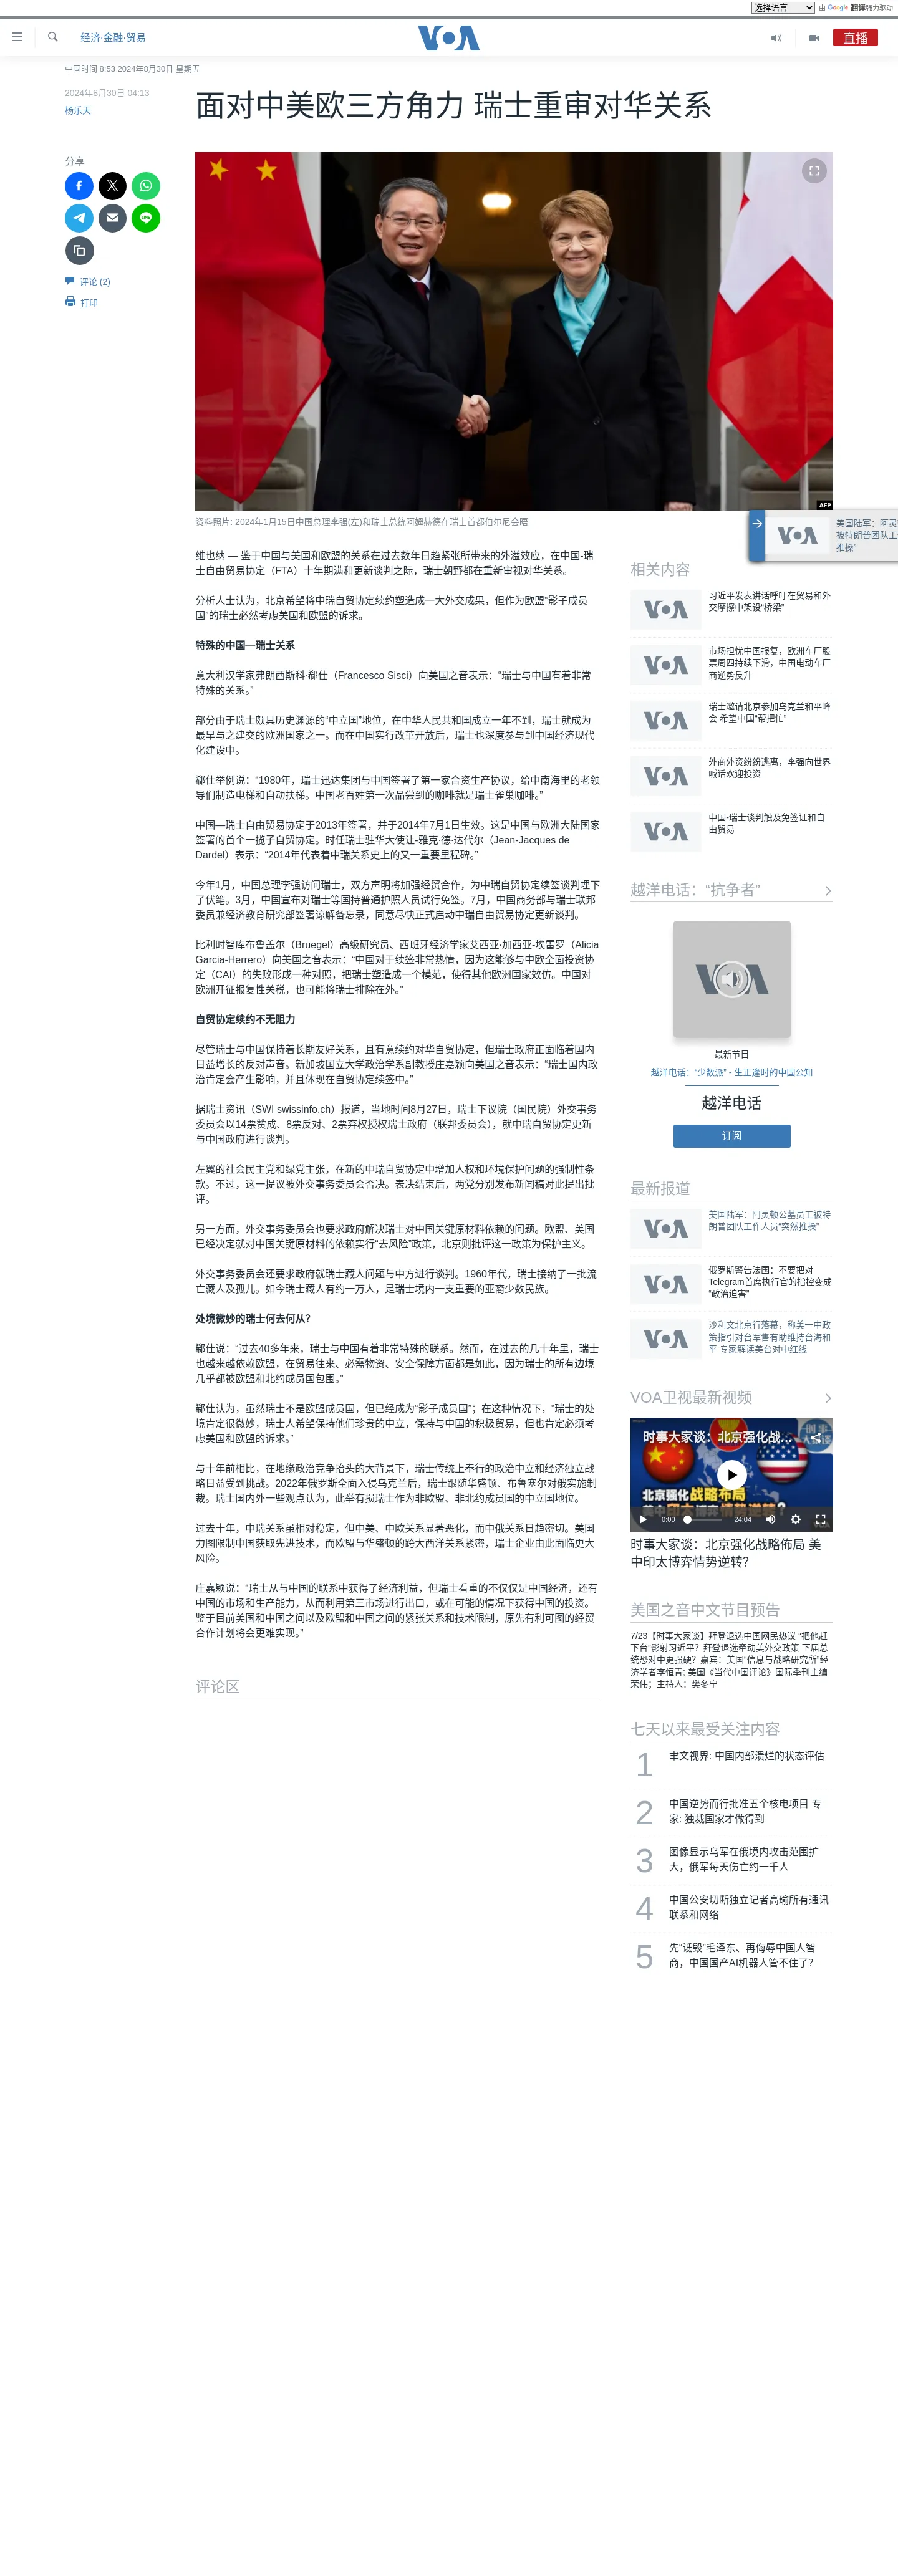 选择语言
由 Google 翻译强力驱动
经济·金融·贸易
VOA
直播
中国时间 8:53 2024年8月30日 星期五
2024年8月30日 04:13
杨乐天
面对中美欧三方角力 瑞士重审对华关系
分享
评论 (2)
打印
AFP
资料照片: 2024年1月15日中国总理李强(左)和瑞士总统阿姆赫德在瑞士首都伯尔尼会晤
维也纳 — 鉴于中国与美国和欧盟的关系在过去数年日趋紧张所带来的外溢效应，在中国-瑞
士自由贸易协定（FTA）十年期满和更新谈判之际，瑞士朝野都在重新审视对华关系。
分析人士认为，北京希望将中瑞自贸协定续约塑造成一大外交成果，但作为欧盟“影子成员
国”的瑞士必然考虑美国和欧盟的诉求。
特殊的中国—瑞士关系
意大利汉学家弗朗西斯科·郗仕（Francesco Sisci）向美国之音表示：“瑞士与中国有着非常
特殊的关系。”
部分由于瑞士颇具历史渊源的“中立国”地位，在中华人民共和国成立一年不到，瑞士就成为
最早与之建交的欧洲国家之一。而在中国实行改革开放后，瑞士也深度参与到中国经济现代
化建设中。
郗仕举例说：“1980年，瑞士迅达集团与中国签署了第一家合资生产协议，给中南海里的老领
导们制造电梯和自动扶梯。中国老百姓第一次品尝到的咖啡就是瑞士雀巢咖啡。”
中国—瑞士自由贸易协定于2013年签署，并于2014年7月1日生效。这是中国与欧洲大陆国家
签署的首个一揽子自贸协定。时任瑞士驻华大使让-雅克·德·达代尔（Jean-Jacques de
Dardel）表示：“2014年代表着中瑞关系史上的又一重要里程碑。”
今年1月，中国总理李强访问瑞士，双方声明将加强经贸合作，为中瑞自贸协定续签谈判埋下
了伏笔。3月，中国宣布对瑞士等国持普通护照人员试行免签。7月，中国商务部与瑞士联邦
委员兼经济教育研究部签署谅解备忘录，同意尽快正式启动中瑞自由贸易协定更新谈判。
比利时智库布鲁盖尔（Bruegel）高级研究员、西班牙经济学家艾西亚·加西亚-埃雷罗（Alicia
Garcia-Herrero）向美国之音表示：“中国对于续签非常热情，因为这能够与中欧全面投资协
定（CAI）的失败形成一种对照，把瑞士塑造成一个模范，使得其他欧洲国家效仿。中国对
欧洲开征报复性关税，也可能将瑞士排除在外。”
自贸协定续约不无阻力
尽管瑞士与中国保持着长期友好关系，且有意续约对华自贸协定，但瑞士政府正面临着国内
日益增长的反对声音。新加坡国立大学政治学系副教授庄嘉颖向美国之音表示：“瑞士国内政
治肯定会产生影响，并且体现在自贸协定续签中。”
据瑞士资讯（SWI swissinfo.ch）报道，当地时间8月27日，瑞士下议院（国民院）外交事务
委员会以14票赞成、8票反对、2票弃权授权瑞士政府（联邦委员会），就中瑞自贸协定更新
与中国政府进行谈判。
左翼的社会民主党和绿党主张，在新的中瑞自贸协定中增加人权和环境保护问题的强制性条
款。不过，这一提议被外交事务委员会否决。表决结束后，两党分别发布新闻稿对此提出批
评。
另一方面，外交事务委员会也要求政府解决瑞士对中国关键原材料依赖的问题。欧盟、美国
已经决定就对中国关键原材料的依赖实行“去风险”政策，北京则批评这一政策为保护主义。
外交事务委员会还要求政府就瑞士藏人问题与中方进行谈判。1960年代，瑞士接纳了一批流
亡藏人及孤儿。如今瑞士藏人有约一万人，是瑞士境内一支重要的亚裔少数民族。
处境微妙的瑞士何去何从？
郗仕说：“过去40多年来，瑞士与中国有着非常特殊的联系。然而，在过去的几十年里，瑞士
也越来越依赖欧盟，在贸易往来、必需物资、安全保障方面都是如此，因为瑞士的所有边境
几乎都被欧盟和北约成员国包围。”
郗仕认为，虽然瑞士不是欧盟成员国，但已经成为“影子成员国”；在这种情况下，“瑞士的处
境肯定很微妙，瑞士人希望保持他们珍贵的中立，保持与中国的积极贸易，但也肯定必须考
虑美国和欧盟的诉求。”
与十年前相比，在地缘政治竞争抬头的大背景下，瑞士传统上奉行的政治中立和经济独立战
略日益受到挑战。2022年俄罗斯全面入侵乌克兰后，瑞士跟随华盛顿、布鲁塞尔对俄实施制
裁。瑞士国内外一些观点认为，此举有损瑞士作为非欧盟、非北约成员国的中立国地位。
过去十年，中瑞关系虽相对稳定，但中美、中欧关系显著恶化，而中俄关系日趋密切。美国
力图限制中国获取先进技术，而欧盟与华盛顿的跨大西洋关系紧密，瑞士企业由此面临更大
风险。
庄嘉颖说：“瑞士从与中国的联系中获得了经济利益，但瑞士看重的不仅仅是中国经济，还有
中国的市场和生产能力，从而利用第三市场进行出口，或在可能的情况下获得中国的投资。
鉴于目前美国和中国之间以及欧盟和中国之间的紧张关系和技术限制，原先有利可图的经贸
合作计划将会更难实现。”
评论区
美国陆军：阿灵
被特朗普团队工
推搡”
相关内容
习近平发表讲话呼吁在贸易和外
交摩擦中架设“桥梁”
市场担忧中国报复，欧洲车厂股
票周四持续下滑，中国电动车厂
商逆势反升
瑞士邀请北京参加乌克兰和平峰
会 希望中国“帮把忙”
外商外资纷纷逃离，李强向世界
喊话欢迎投资
中国-瑞士谈判触及免签证和自
由贸易
越洋电话：“抗争者”
最新节目
越洋电话：“少数派” - 生正逢时的中国公知
越洋电话
订阅
最新报道
美国陆军：阿灵顿公墓员工被特
朗普团队工作人员“突然推搡”
俄罗斯警告法国：不要把对
Telegram首席执行官的指控变成
“政治迫害”
沙利文北京行落幕，称美一中政
策指引对台军售有助维持台海和
平 专家解读美台对中红线
VOA卫视最新视频
时事大家谈：北京强化战...
北京强化战略布局
0:00
24:04
时事大家谈：北京强化战略佈局 美
中印太博弈情势逆转？
美国之音中文节目预告
7/23【时事大家谈】拜登退选中国网民热议 “把他赶
下台”影射习近平？拜登退选牵动美外交政策 下届总
统恐对中更强硬？嘉宾：美国“信息与战略研究所”经
济学者李恒青; 美国《当代中国评论》国际季刊主编
荣伟；主持人：樊冬宁
七天以来最受关注内容
1
聿文视界: 中国内部溃烂的状态评估
2
中国逆势而行批准五个核电项目 专
家: 独裁国家才做得到
3
图像显示乌军在俄境内攻击范围扩
大，俄军每天伤亡约一千人
4
中国公安切断独立记者高瑜所有通讯
联系和网络
5
先“诋毁”毛泽东、再侮辱中国人智
商，中国国产AI机器人管不住了？